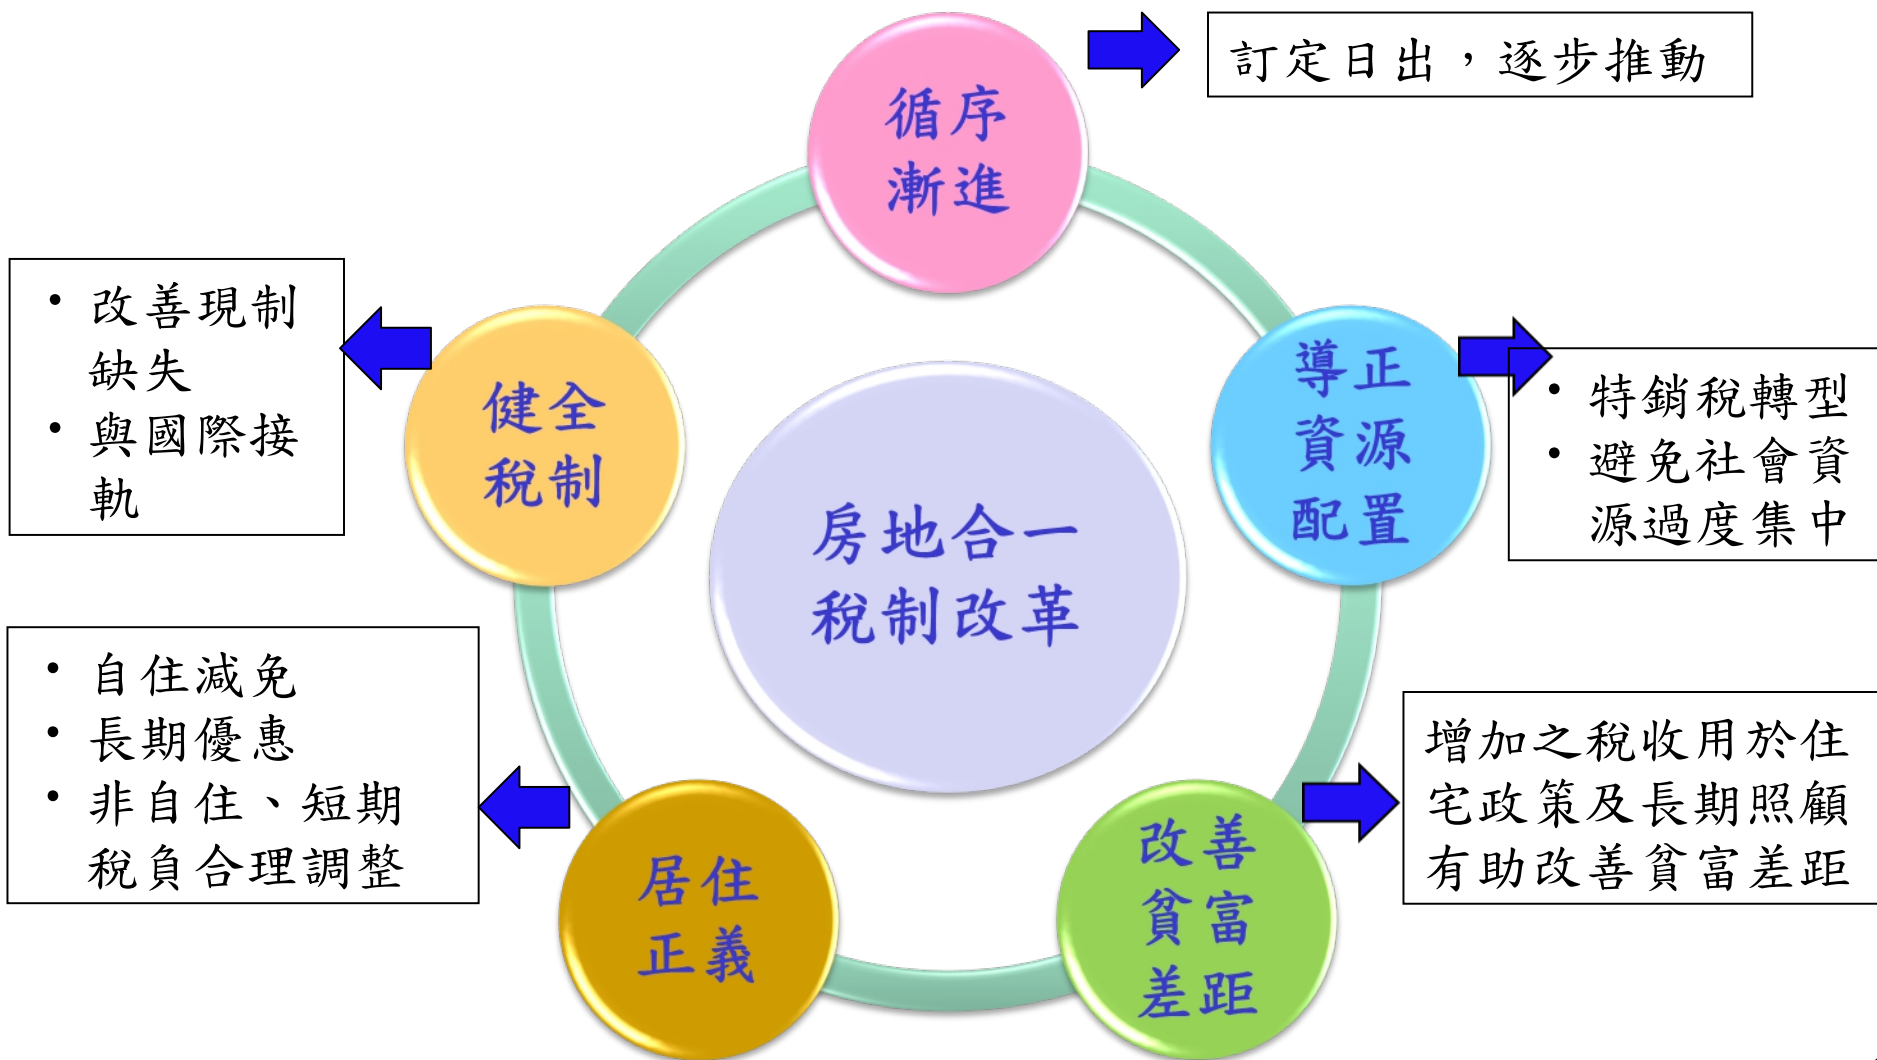 循序
漸進
訂定日出，逐步推動
導正
資源
配置
• 特銷稅轉型
• 避免社會資
源過度集中
改善
貧富
差距
增加之稅收用於住
宅政策及長期照顧
有助改善貧富差距
居住
正義
• 自住減免
• 長期優惠
• 非自住、短期
稅負合理調整
健全
稅制
• 改善現制
缺失
• 與國際接
軌
房地合一
稅制改革